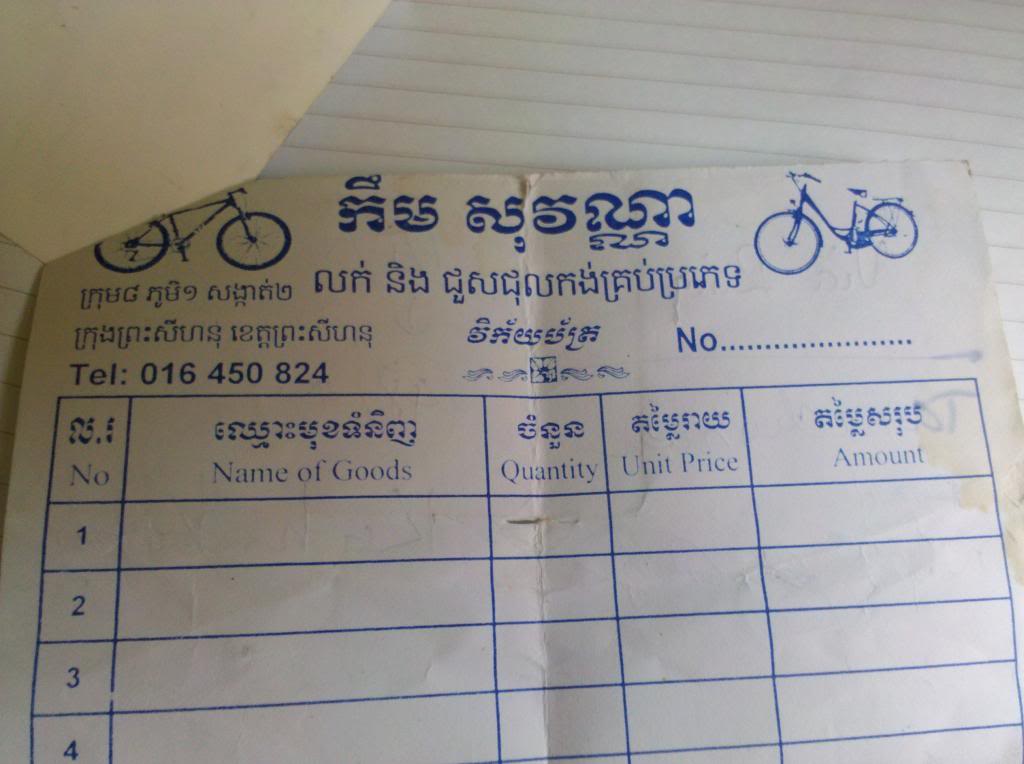 កឹម សុវណ្ណា
លក់ និង ជួសជុលកង់គ្រប់ប្រភេទ
ក្រុម៨ ភូមិ១ សង្កាត់២
ក្រុងព្រះសីហនុ ខេត្តព្រះសីហនុ
វិក័យប័ត្រ
No......................
Tel: 016 450 824
ល.រ ឈ្មោះមុខទំនិញ ចំនួន តម្លៃរាយ តម្លៃសរុប
No Name of Goods Quantity Unit Price Amount
1
2
3
4